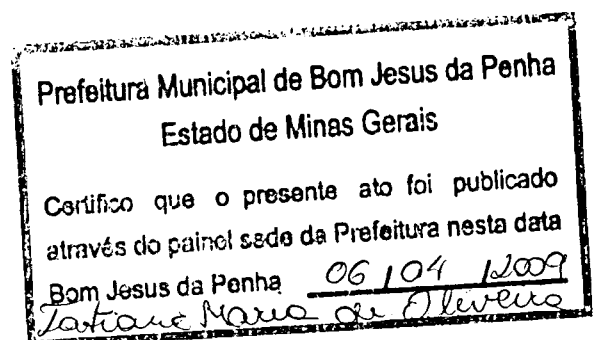 Prefeitura Municipal de Bom Jesus da Penha
Estado de Minas Gerais
Certifico que o presente ato foi publicado
através do painel sede da Prefeitura nesta data
Bom Jesus da Penha 06/04/2009
Tatiane Maria de Oliveira